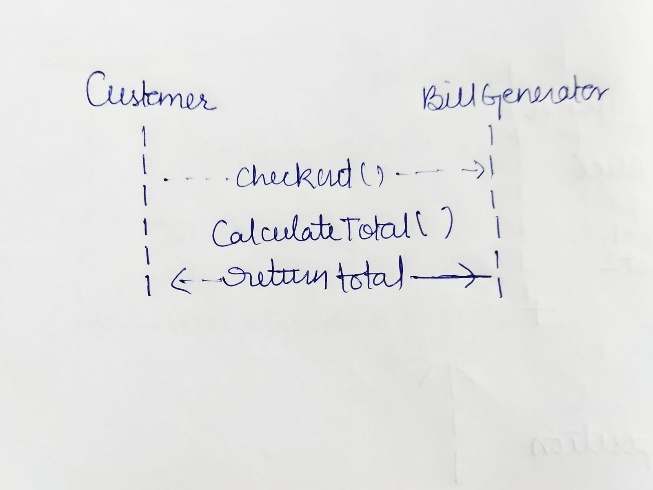 Customer BillGenerator
checkout()
CalculateTotal()
return total